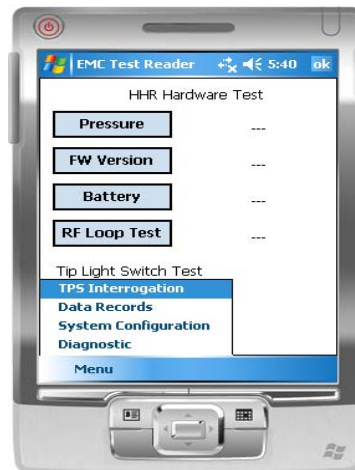 EMC Test Reader 5:40 ok
HHR Hardware Test
Pressure ---
FW Version ---
Battery ---
RF Loop Test ---
Tip Light Switch Test
TPS Interrogation
Data Records
System Configuration
Diagnostic
Menu